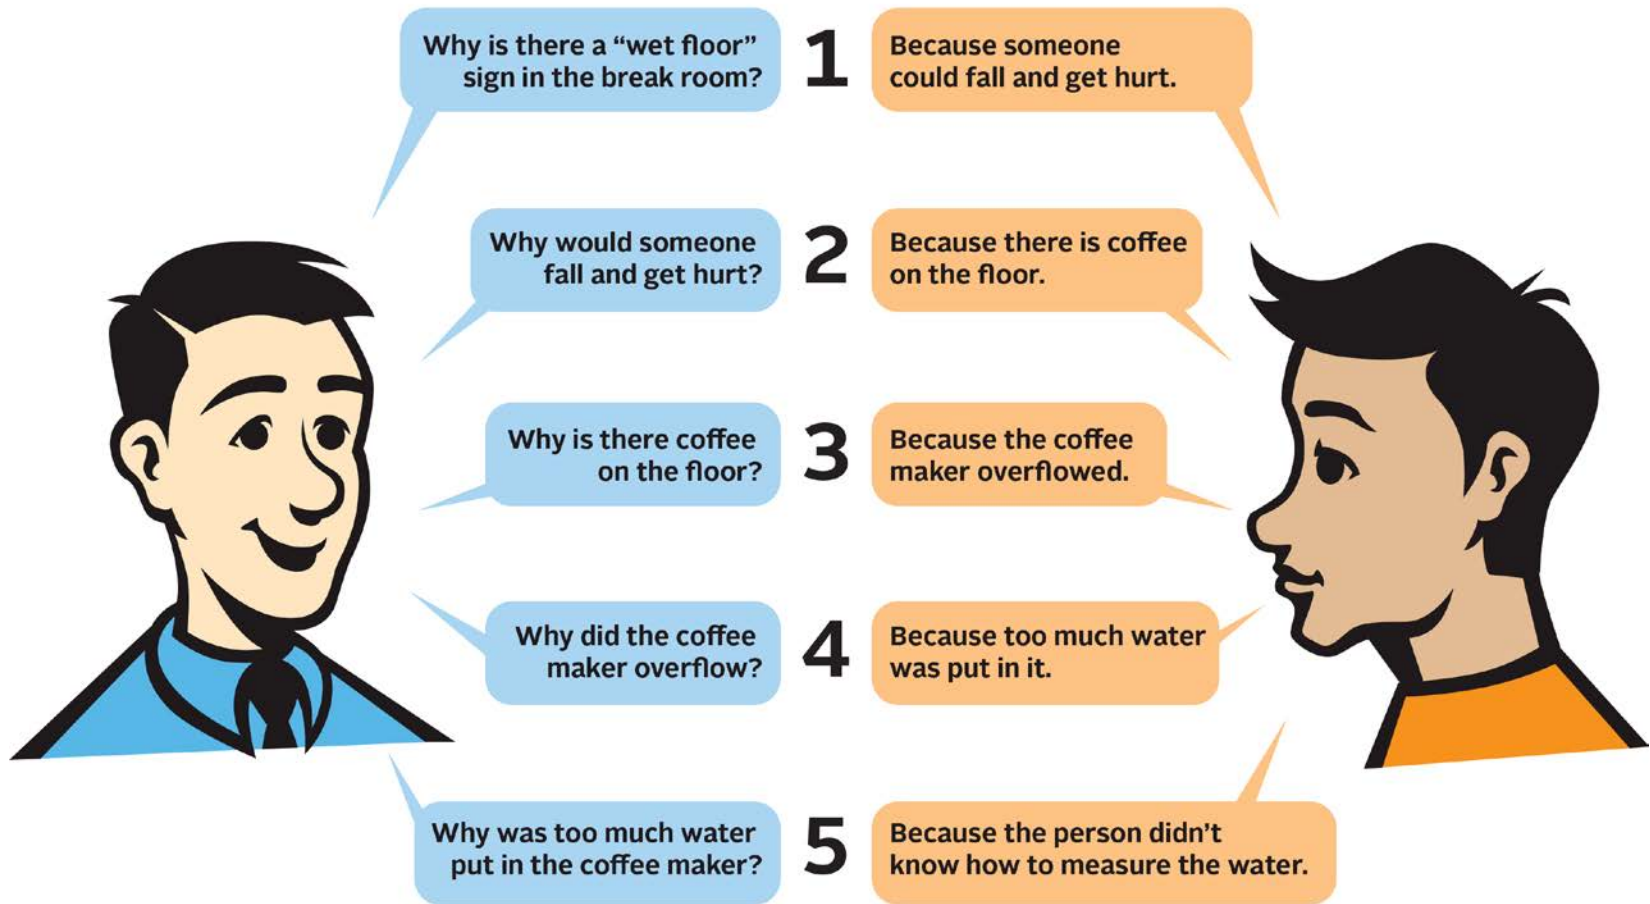 Why is there a “wet floor”
sign in the break room?
1
Because someone
could fall and get hurt.
Why would someone
fall and get hurt?
2
Because there is coffee
on the floor.
Why is there coffee
on the floor?
3
Because the coffee
maker overflowed.
Why did the coffee
maker overflow?
4
Because too much water
was put in it.
Why was too much water
put in the coffee maker?
5
Because the person didn’t
know how to measure the water.